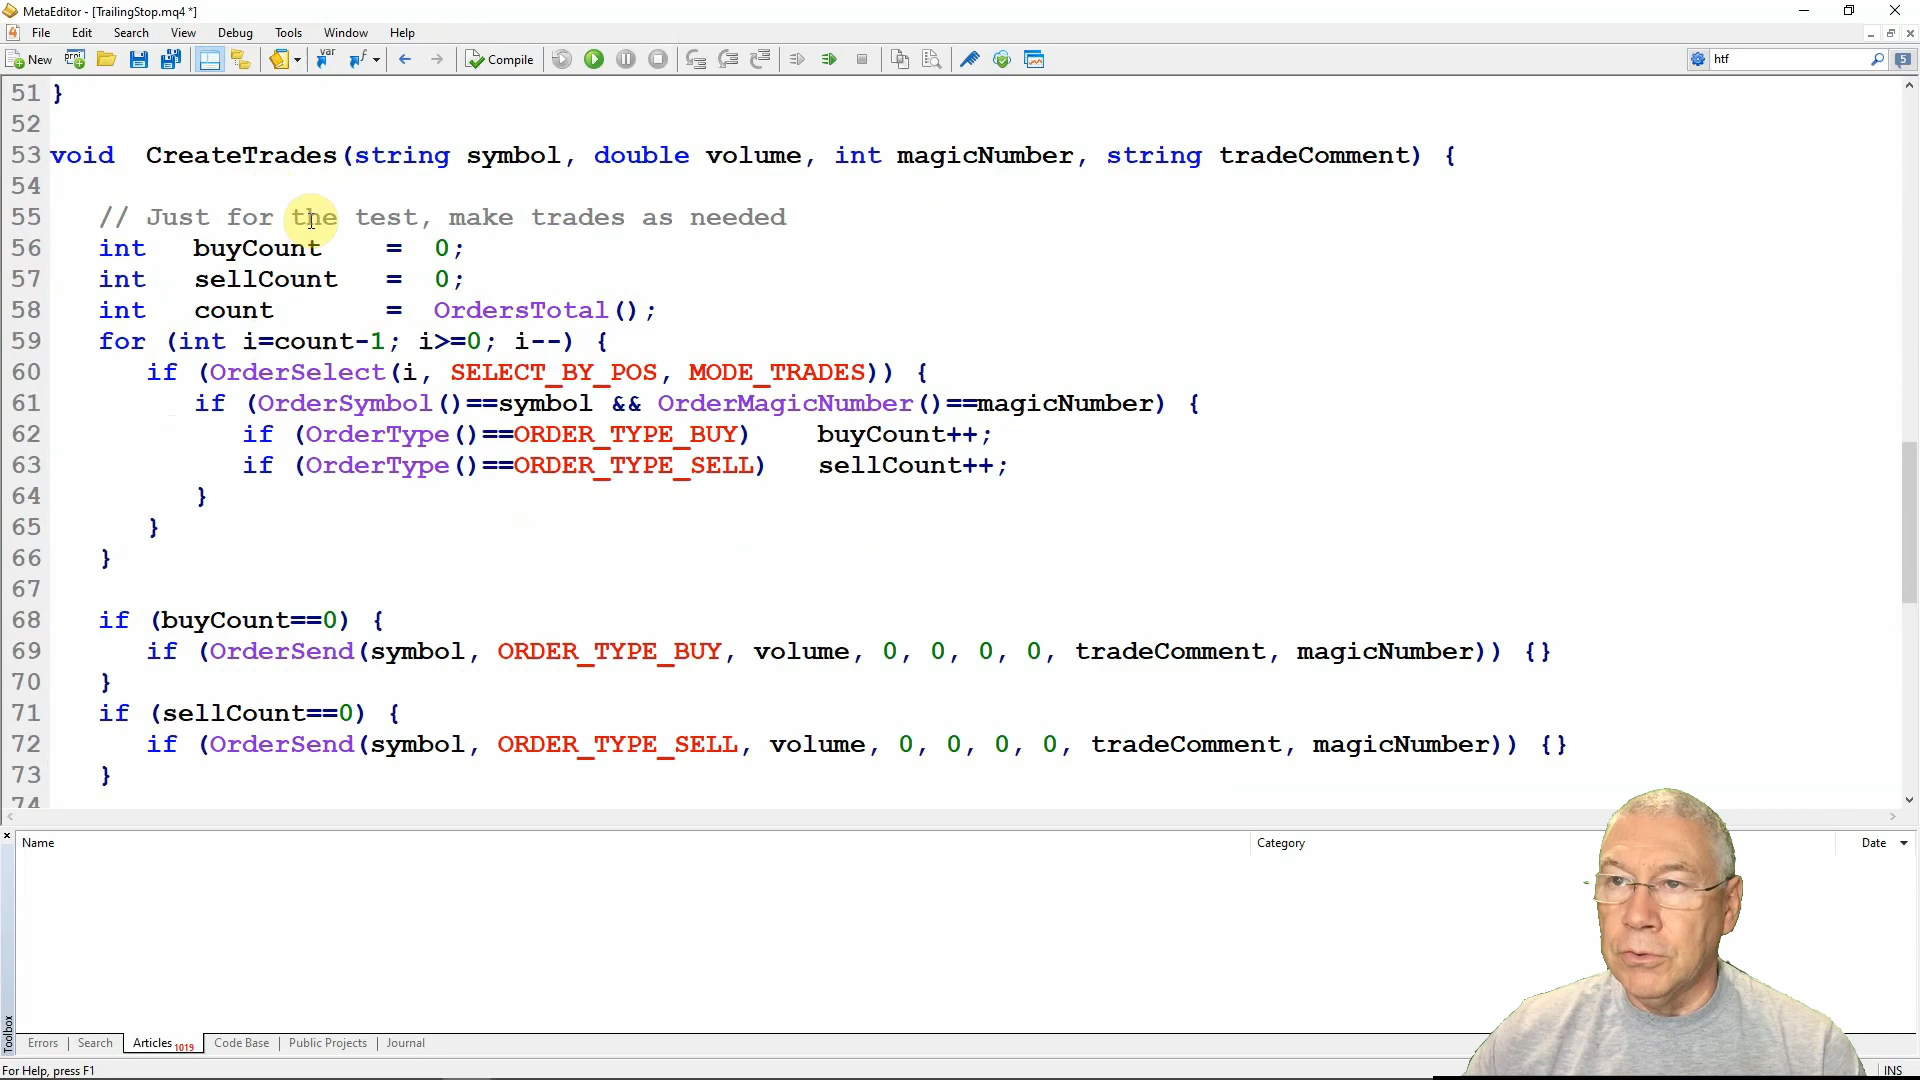 MetaEditor - [TrailingStop.mq4 *]
File Edit Search View Debug Tools Window Help
New Compile htf 5
51 }
52
53 void CreateTrades(string symbol, double volume, int magicNumber, string tradeComment) {
54
55 // Just for the test, make trades as needed
56 int buyCount = 0;
57 int sellCount = 0;
58 int count = OrdersTotal();
59 for (int i=count-1; i>=0; i--) {
60 if (OrderSelect(i, SELECT_BY_POS, MODE_TRADES)) {
61 if (OrderSymbol()==symbol && OrderMagicNumber()==magicNumber) {
62 if (OrderType()==ORDER_TYPE_BUY) buyCount++;
63 if (OrderType()==ORDER_TYPE_SELL) sellCount++;
64 }
65 }
66 }
67
68 if (buyCount==0) {
69 if (OrderSend(symbol, ORDER_TYPE_BUY, volume, 0, 0, 0, 0, tradeComment, magicNumber)) {}
70 }
71 if (sellCount==0) {
72 if (OrderSend(symbol, ORDER_TYPE_SELL, volume, 0, 0, 0, 0, tradeComment, magicNumber)) {}
73 }
74
Name Category Date
Toolbox
Errors Search Articles 1019 Code Base Public Projects Journal
For Help, press F1 INS